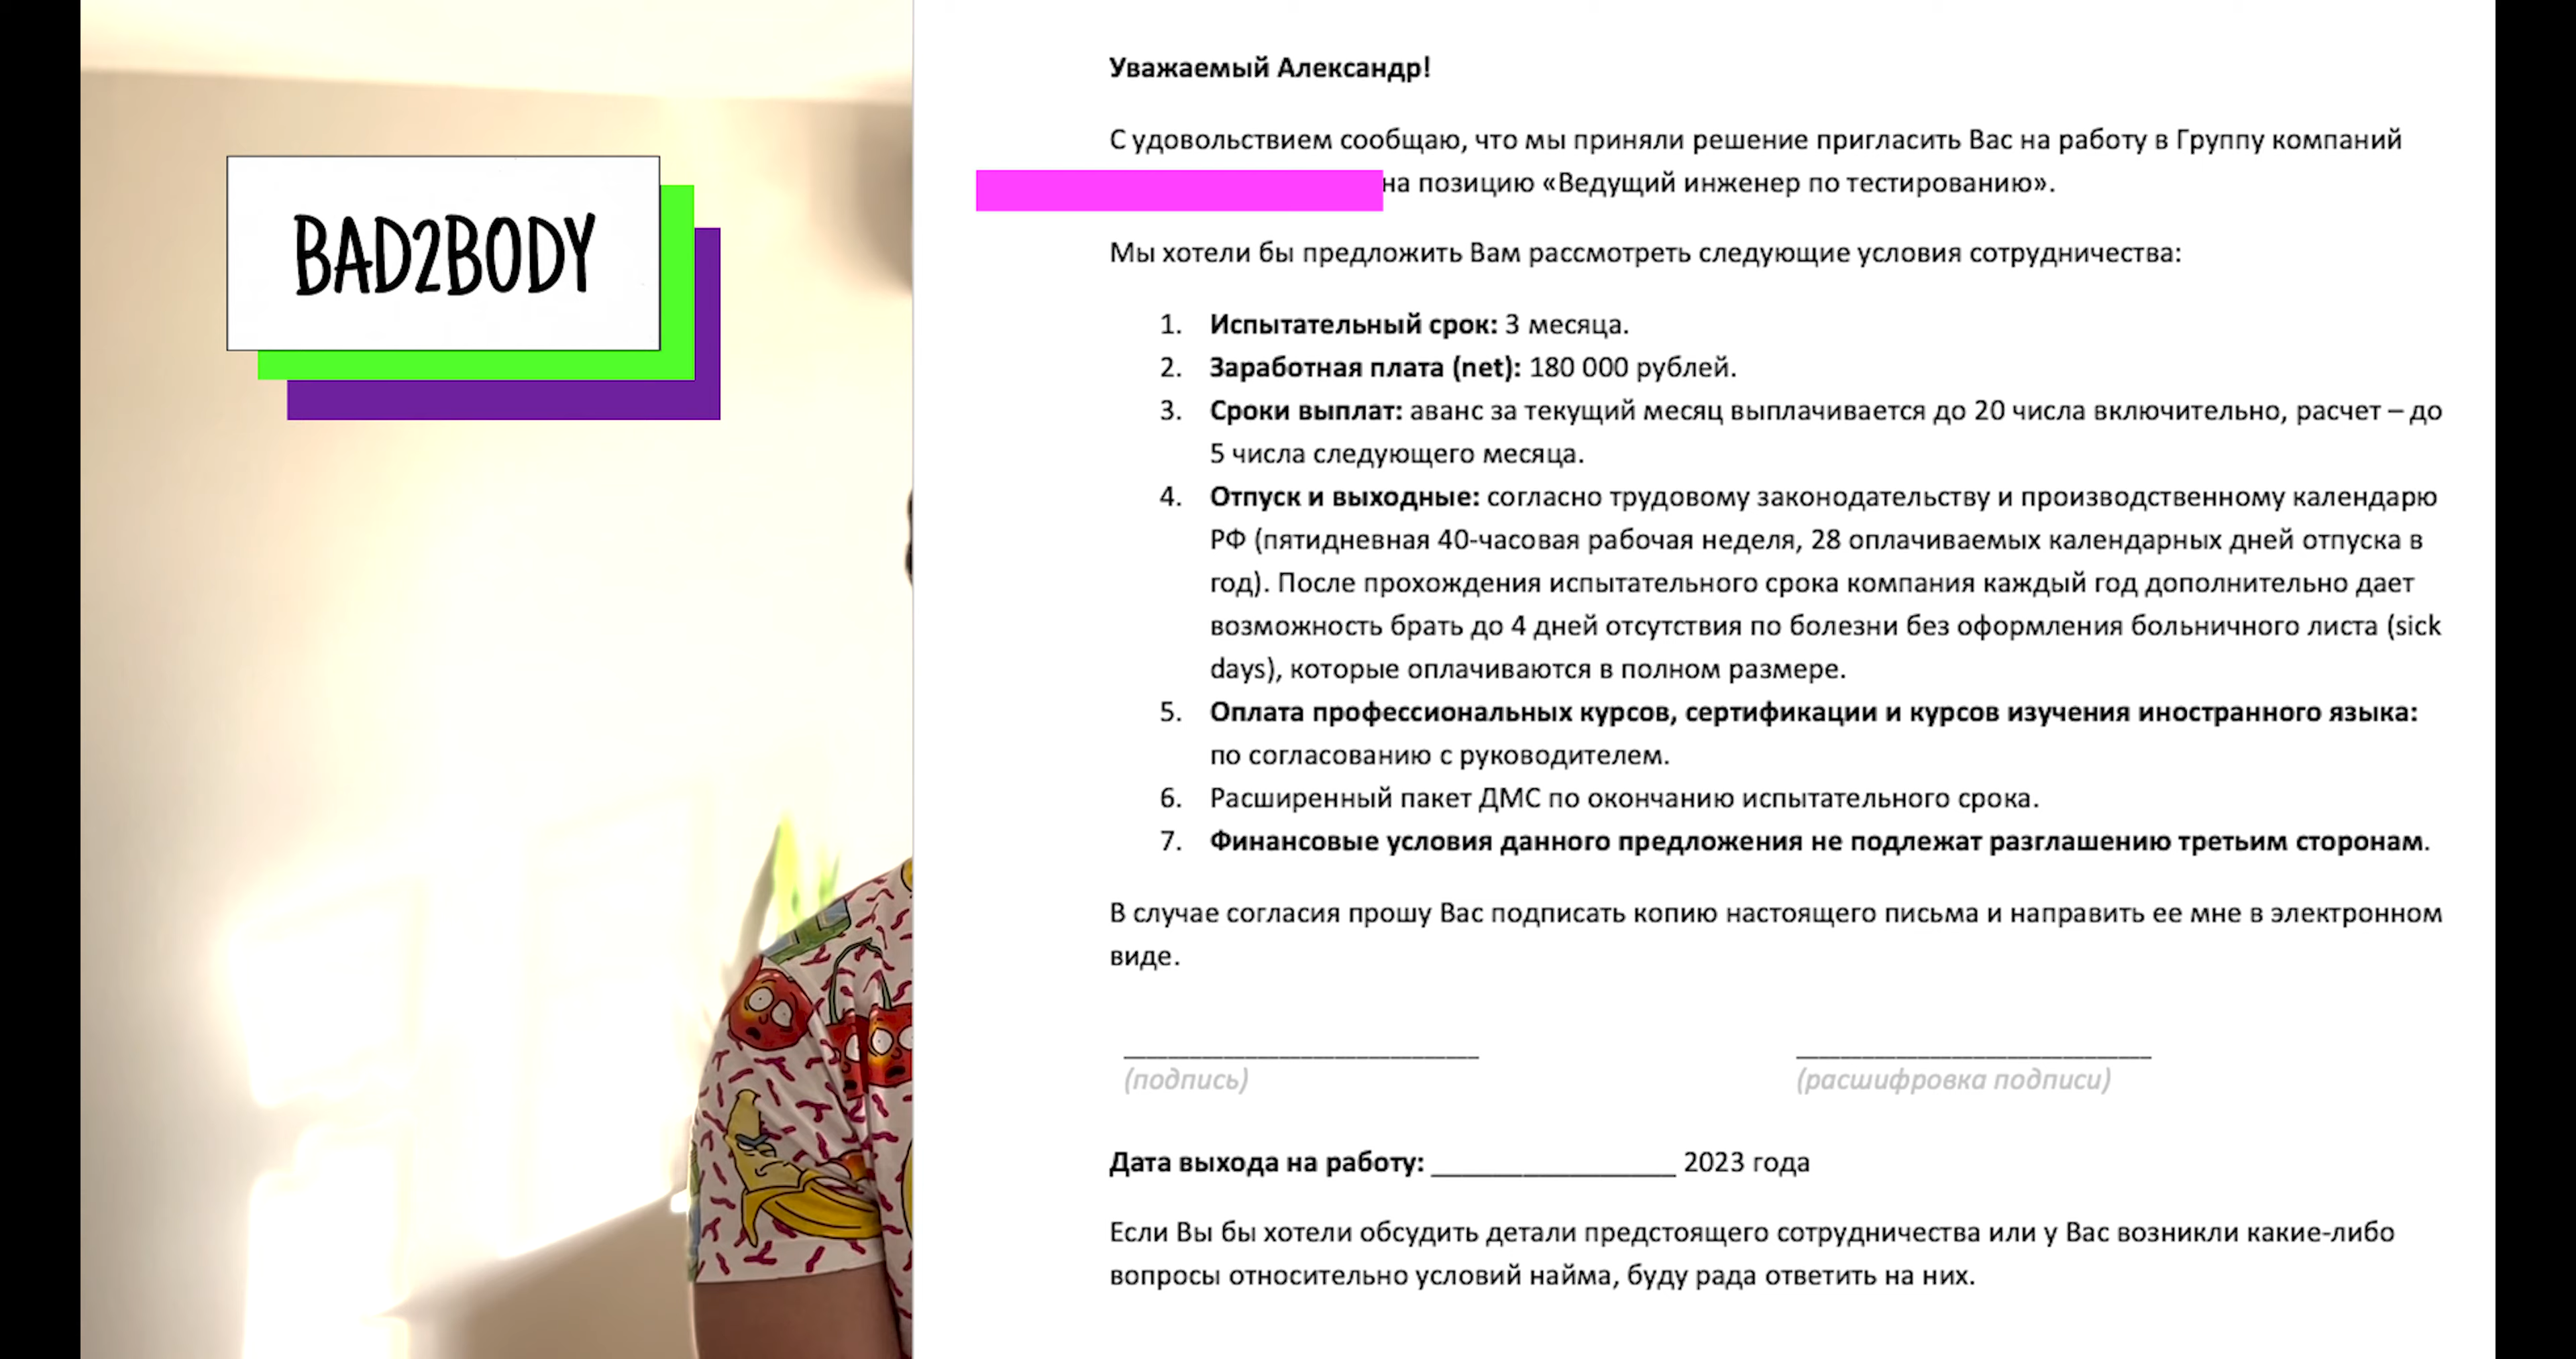 BAD2BODY
Уважаемый Александр!
С удовольствием сообщаю, что мы приняли решение пригласить Вас на работу в Группу компаний
на позицию «Ведущий инженер по тестированию».
Мы хотели бы предложить Вам рассмотреть следующие условия сотрудничества:
1. Испытательный срок: 3 месяца.
2. Заработная плата (net): 180 000 рублей.
3. Сроки выплат: аванс за текущий месяц выплачивается до 20 числа включительно, расчет – до
5 числа следующего месяца.
4. Отпуск и выходные: согласно трудовому законодательству и производственному календарю
РФ (пятидневная 40-часовая рабочая неделя, 28 оплачиваемых календарных дней отпуска в
год). После прохождения испытательного срока компания каждый год дополнительно дает
возможность брать до 4 дней отсутствия по болезни без оформления больничного листа (sick
days), которые оплачиваются в полном размере.
5. Оплата профессиональных курсов, сертификации и курсов изучения иностранного языка:
по согласованию с руководителем.
6. Расширенный пакет ДМС по окончанию испытательного срока.
7. Финансовые условия данного предложения не подлежат разглашению третьим сторонам.
В случае согласия прошу Вас подписать копию настоящего письма и направить ее мне в электронном
виде.
(подпись) (расшифровка подписи)
Дата выхода на работу: _________________ 2023 года
Если Вы бы хотели обсудить детали предстоящего сотрудничества или у Вас возникли какие-либо
вопросы относительно условий найма, буду рада ответить на них.